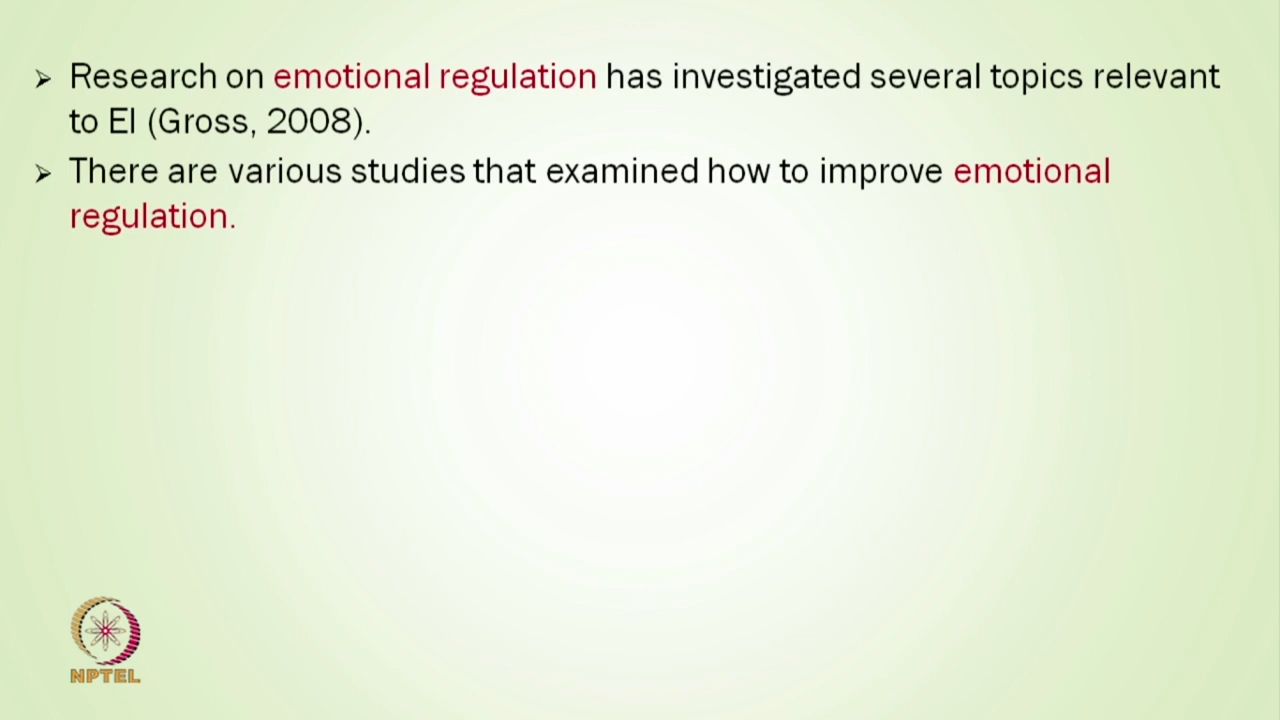 ➢ Research on emotional regulation has investigated several topics relevant
to EI (Gross, 2008).
➢ There are various studies that examined how to improve emotional
regulation.
NPTEL